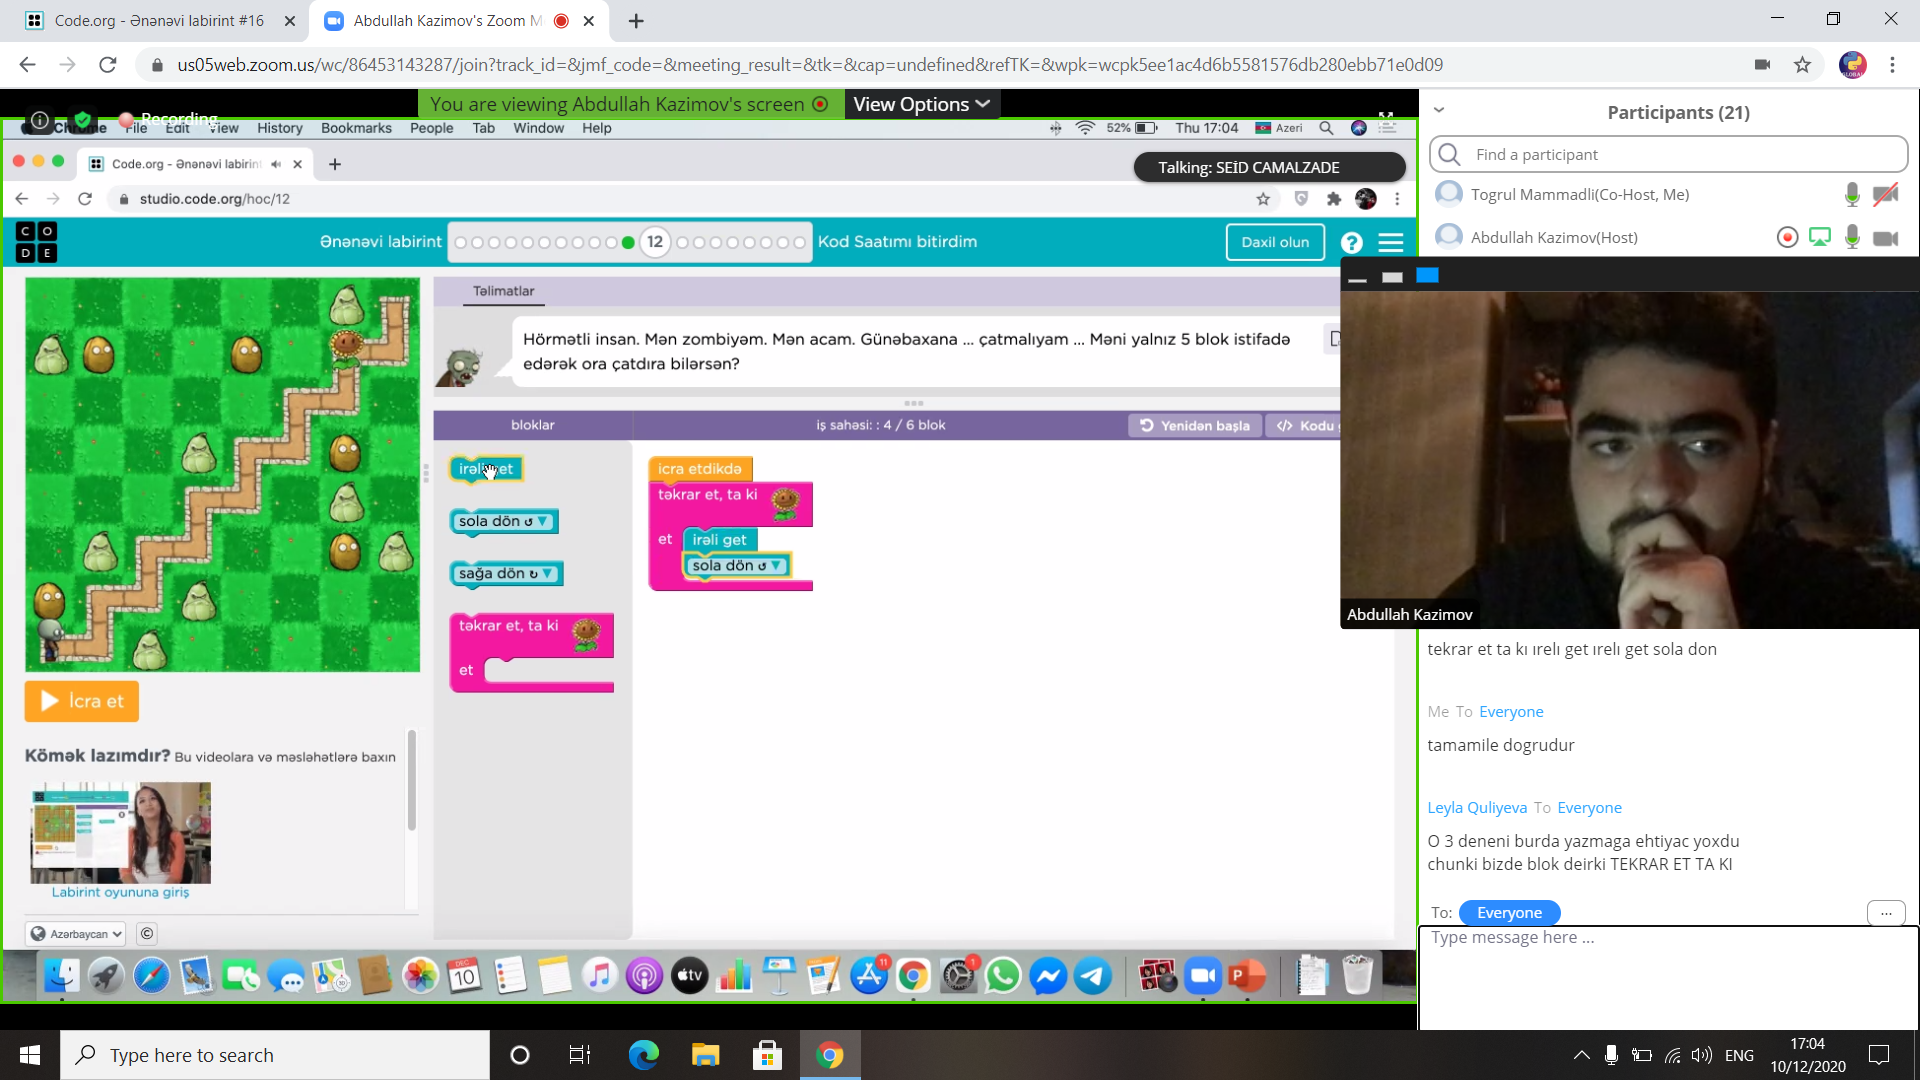 Code.org - Ənənəvi labirint #16
Abdullah Kazimov's Zoom M
us05web.zoom.us/wc/86453143287/join?track_id=&jmf_code=&meeting_result=&tk=&cap=undefined&refTK=&wpk=wcpk5ee1ac4d6b5581576db280ebb71e0d09
You are viewing Abdullah Kazimov's screen
View Options
Recording
Chrome File Edit View History Bookmarks People Tab Window Help
52% Thu 17:04 Azeri
Code.org - Ənənəvi labirin
Talking: SEİD CAMALZADE
studio.code.org/hoc/12
CODE
Ənənəvi labirint
12
Kod Saatımı bitirdim
Daxil olun
?
Təlimatlar
Hörmətli insan. Mən zombiyəm. Mən acam. Günəbaxana ... çatmalıyam ... Məni yalnız 5 blok istifadə
edərək ora çatdıra bilərsən?
bloklar
iş sahəsi: : 4 / 6 blok
Yenidən başla
</> Kodu
irəli get
sola dön
sağa dön
təkrar et, ta ki
et
icra etdikdə
təkrar et, ta ki
et
irəli get
sola dön
İcra et
Kömək lazımdır? Bu videolara və məsləhətlərə baxın
Labirint oyununa giriş
Azərbaycan
©
DEC
10
tv
11
1
Participants (21)
Find a participant
Togrul Mammadli(Co-Host, Me)
Abdullah Kazimov(Host)
Abdullah Kazimov
tekrar et ta kı ırelı get ırelı get sola don
Me To Everyone
tamamile dogrudur
Leyla Quliyeva To Everyone
O 3 deneni burda yazmaga ehtiyac yoxdu
chunki bizde blok deirki TEKRAR ET TA KI
To: Everyone
...
Type message here ...
Type here to search
ENG
17:04
10/12/2020